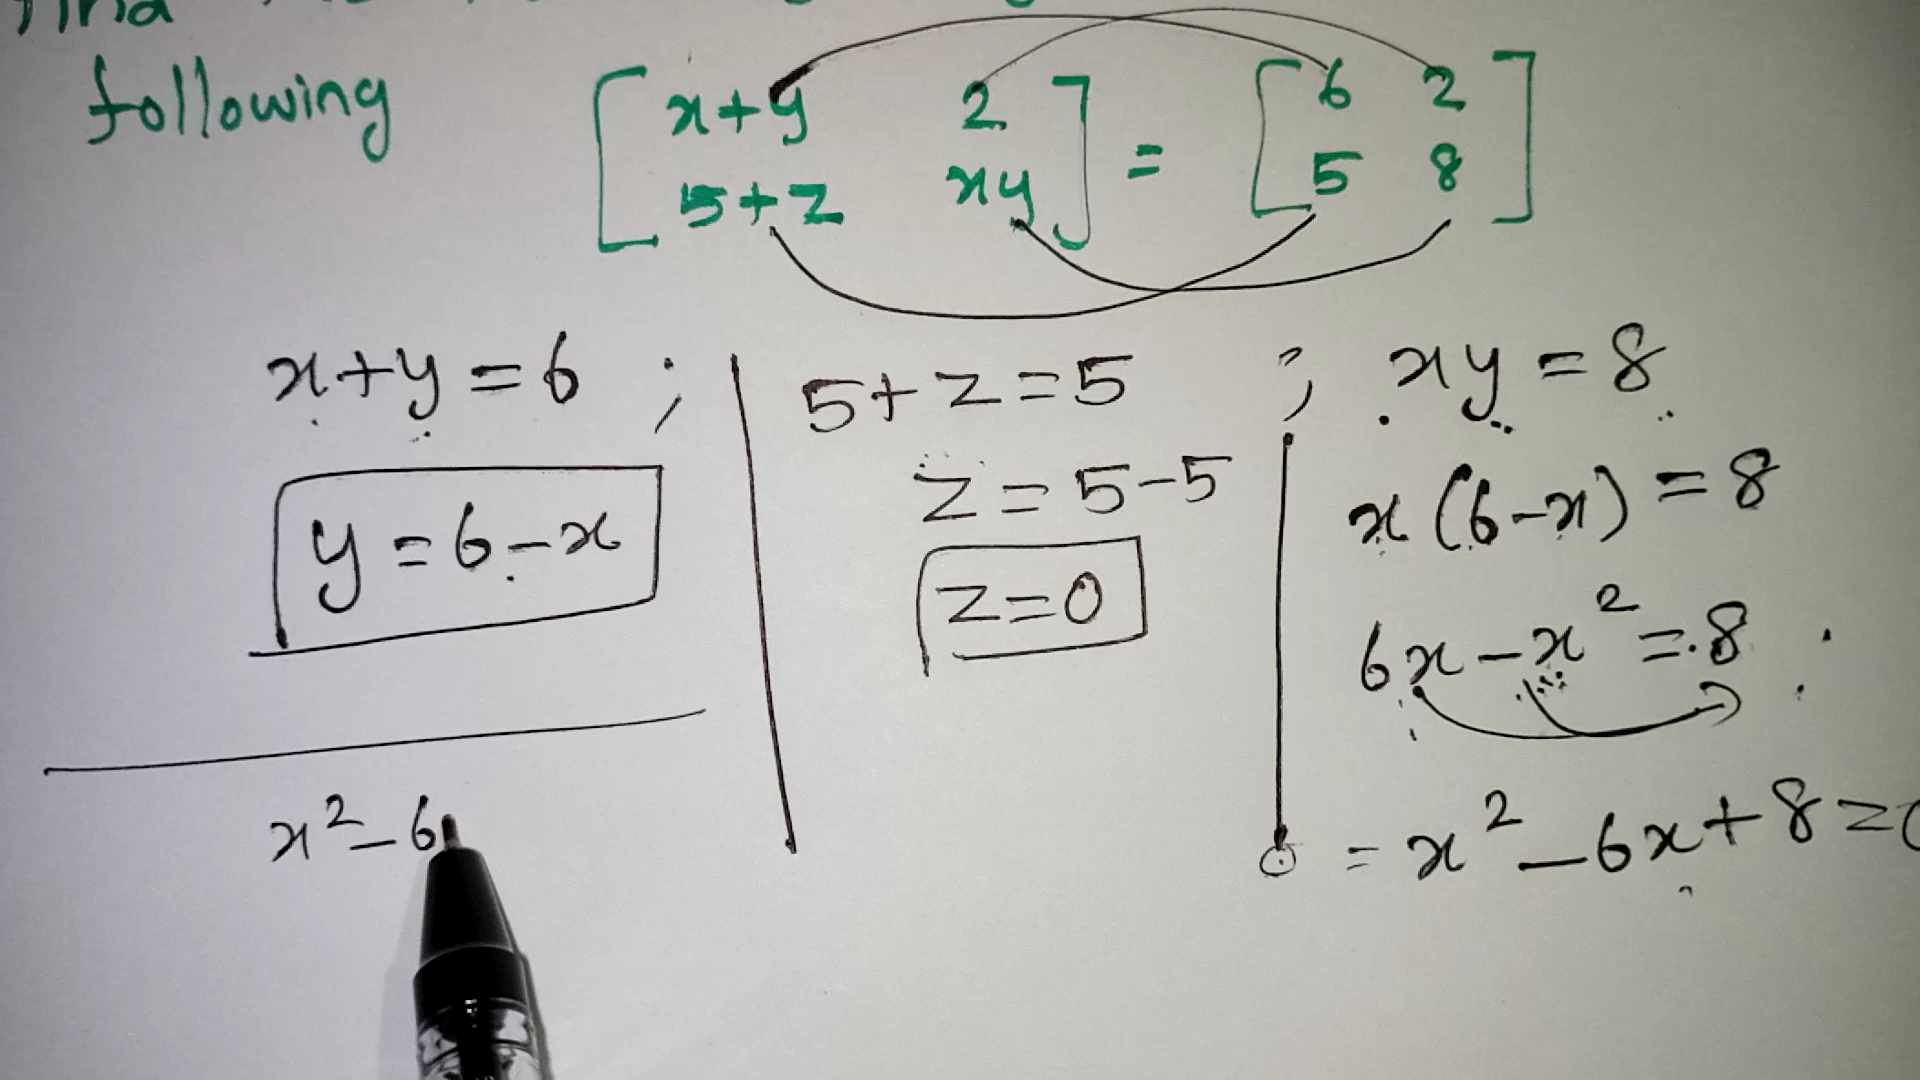 find
following [ x+y 2 ] = [ 6 2 ]
[ 5+z xy ] [ 5 8 ]
x+y=6 ; 5+z=5 ; xy=8
y=6-x z=5-5 x(6-x)=8
z=0 6x-x²=8
x²-6 = x²-6x+8=0